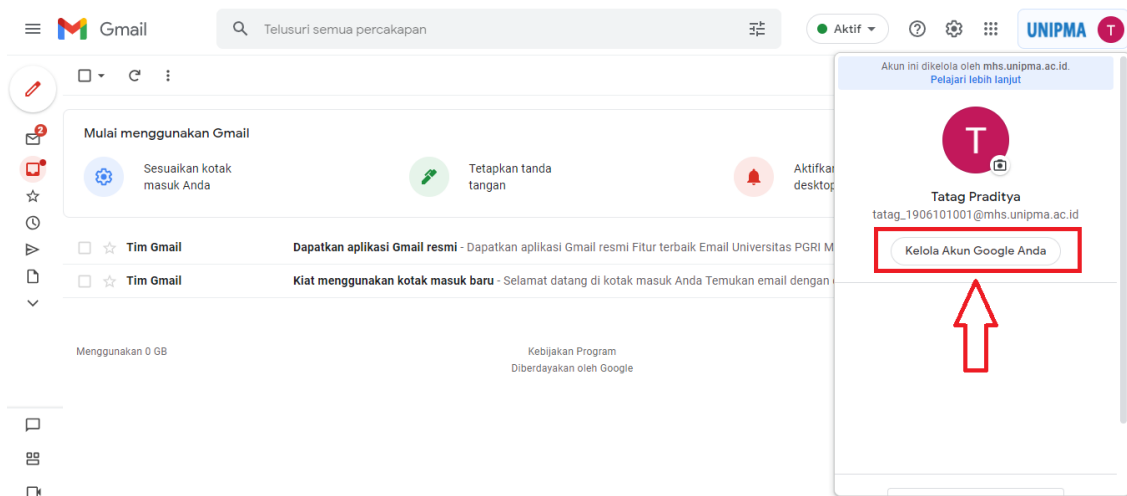 Gmail
Telusuri semua percakapan
Aktif
UNIPMA
T
Akun ini dikelola oleh mhs.unipma.ac.id.
Pelajari lebih lanjut
T
Tatag Praditya
tatag_1906101001@mhs.unipma.ac.id
Kelola Akun Google Anda
2
Mulai menggunakan Gmail
Sesuaikan kotak
masuk Anda
Tetapkan tanda
tangan
Aktifkan
desktop
Tim Gmail
Dapatkan aplikasi Gmail resmi - Dapatkan aplikasi Gmail resmi Fitur terbaik Email Universitas PGRI M
Tim Gmail
Kiat menggunakan kotak masuk baru - Selamat datang di kotak masuk Anda Temukan email dengan
Menggunakan 0 GB
Kebijakan Program
Diberdayakan oleh Google